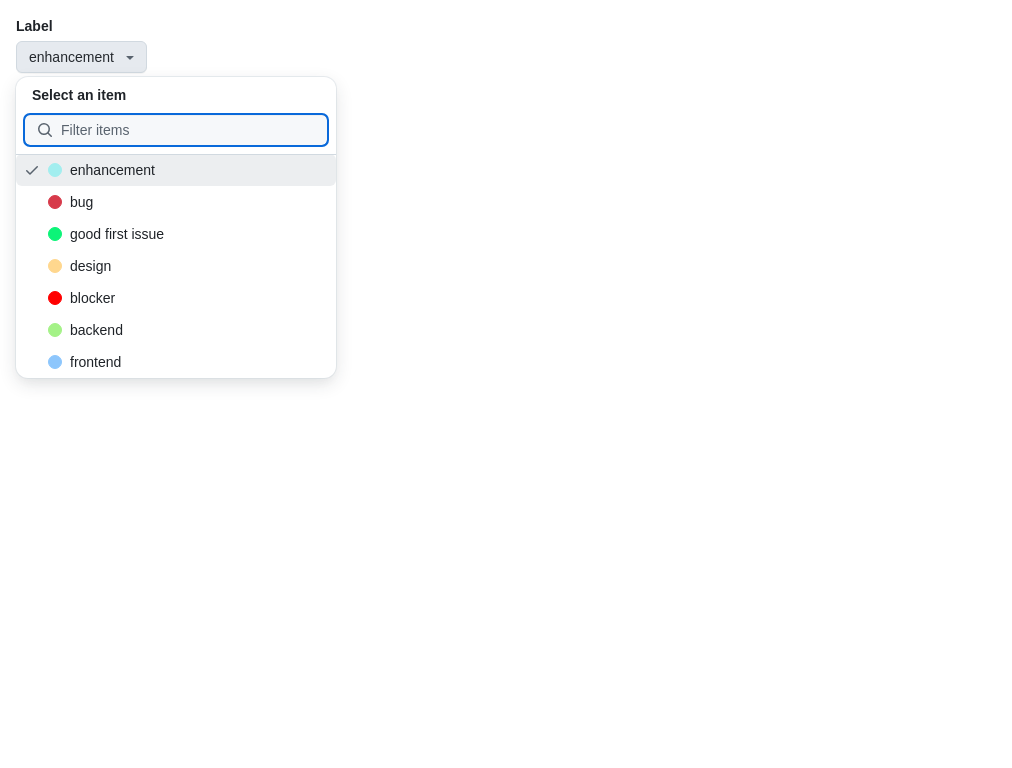 Label
enhancement
Select an item
Filter items
enhancement
bug
good first issue
design
blocker
backend
frontend